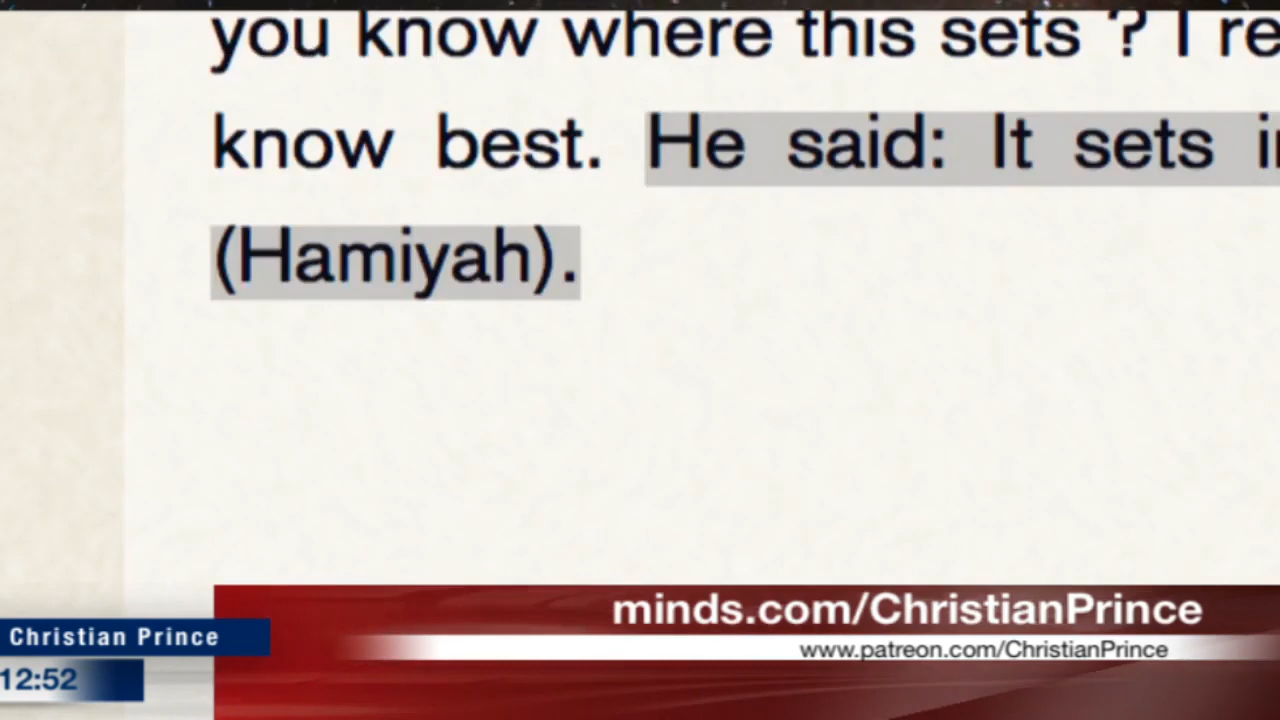 you know where this sets ? I re
know best. He said: It sets i
(Hamiyah).
minds.com/ChristianPrince
Christian Prince
www.patreon.com/ChristianPrince
12:52